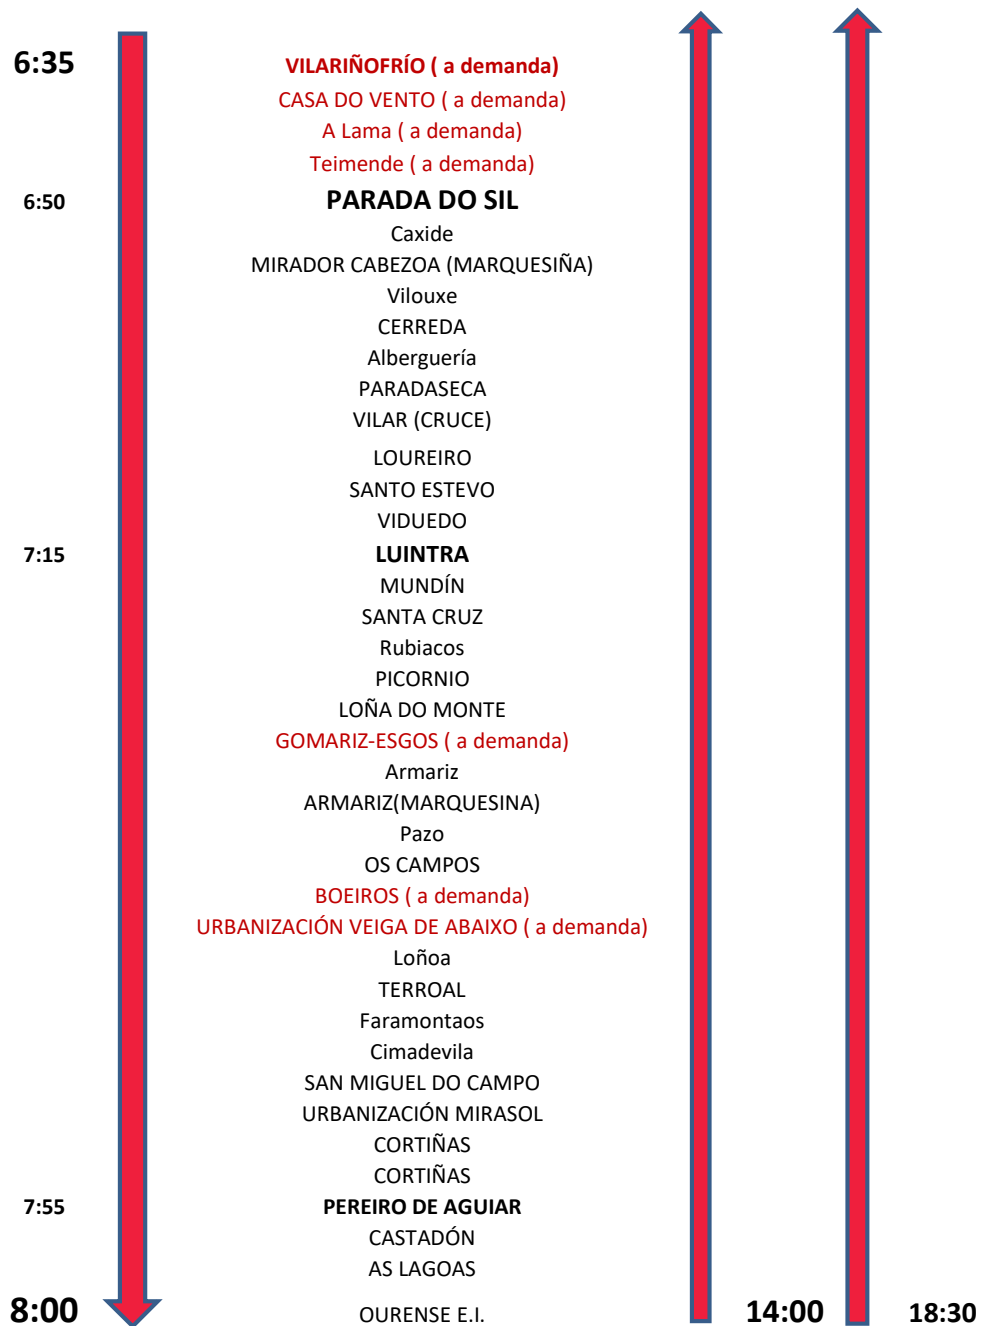 6:35 VILARIÑOFRÍO ( a demanda)
CASA DO VENTO ( a demanda)
A Lama ( a demanda)
Teimende ( a demanda)
6:50 PARADA DO SIL
Caxide
MIRADOR CABEZOA (MARQUESIÑA)
Vilouxe
CERREDA
Alberguería
PARADASECA
VILAR (CRUCE)
LOUREIRO
SANTO ESTEVO
VIDUEDO
7:15 LUINTRA
MUNDÍN
SANTA CRUZ
Rubiacos
PICORNIO
LOÑA DO MONTE
GOMARIZ-ESGOS ( a demanda)
Armariz
ARMARIZ(MARQUESINA)
Pazo
OS CAMPOS
BOEIROS ( a demanda)
URBANIZACIÓN VEIGA DE ABAIXO ( a demanda)
Loñoa
TERROAL
Faramontaos
Cimadevila
SAN MIGUEL DO CAMPO
URBANIZACIÓN MIRASOL
CORTIÑAS
CORTIÑAS
7:55 PEREIRO DE AGUIAR
CASTADÓN
AS LAGOAS
8:00 OURENSE E.I. 14:00 18:30